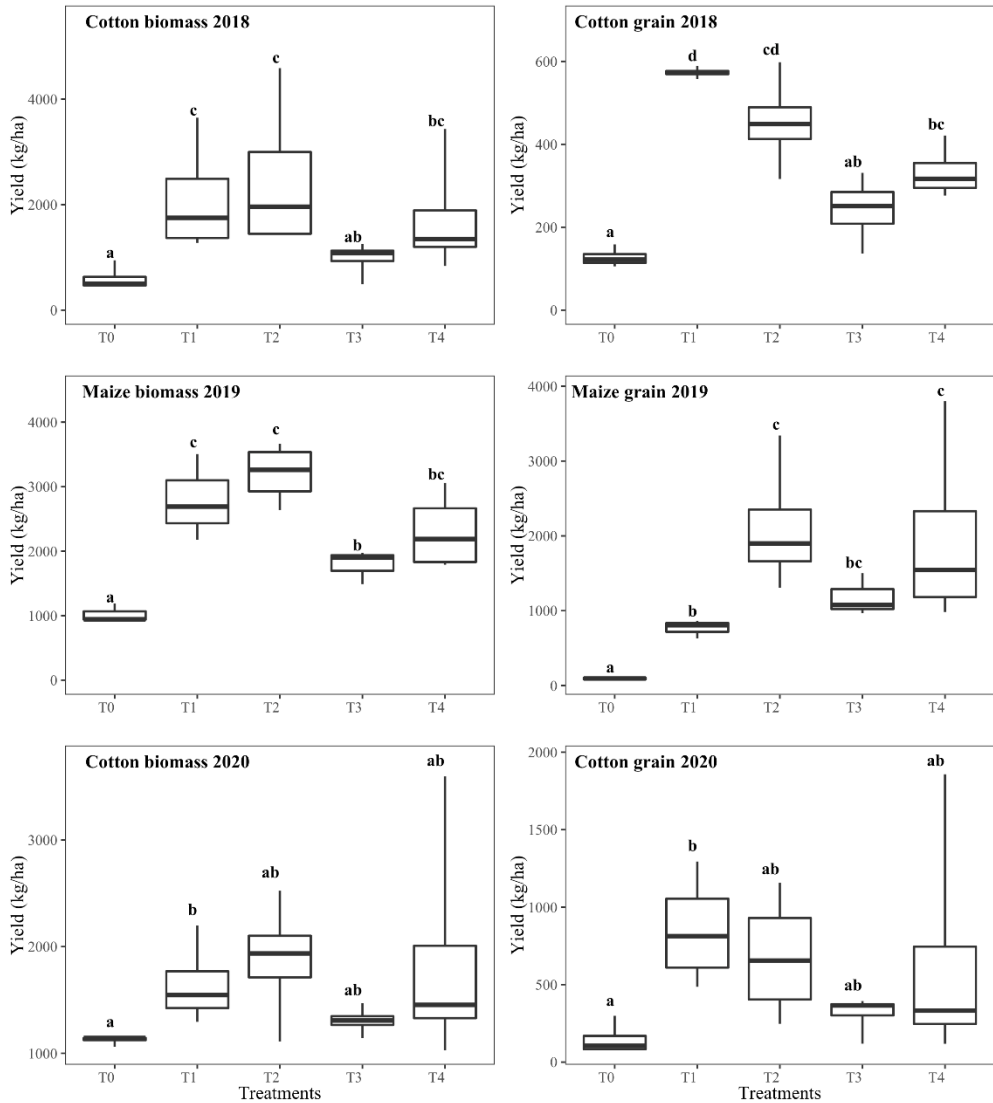 Cotton biomass 2018
Yield (kg/ha)
4000
2000
0
a
c
c
ab
bc
T0 T1 T2 T3 T4
Cotton grain 2018
Yield (kg/ha)
600
400
200
0
a
d
cd
ab
bc
T0 T1 T2 T3 T4
Maize biomass 2019
Yield (kg/ha)
4000
3000
2000
1000
0
a
c
c
b
bc
T0 T1 T2 T3 T4
Maize grain 2019
Yield (kg/ha)
4000
3000
2000
1000
0
a
b
c
bc
c
T0 T1 T2 T3 T4
Cotton biomass 2020
Yield (kg/ha)
3000
2000
1000
a
b
ab
ab
ab
T0 T1 T2 T3 T4
Treatments
Cotton grain 2020
Yield (kg/ha)
2000
1500
1000
500
0
a
b
ab
ab
ab
T0 T1 T2 T3 T4
Treatments